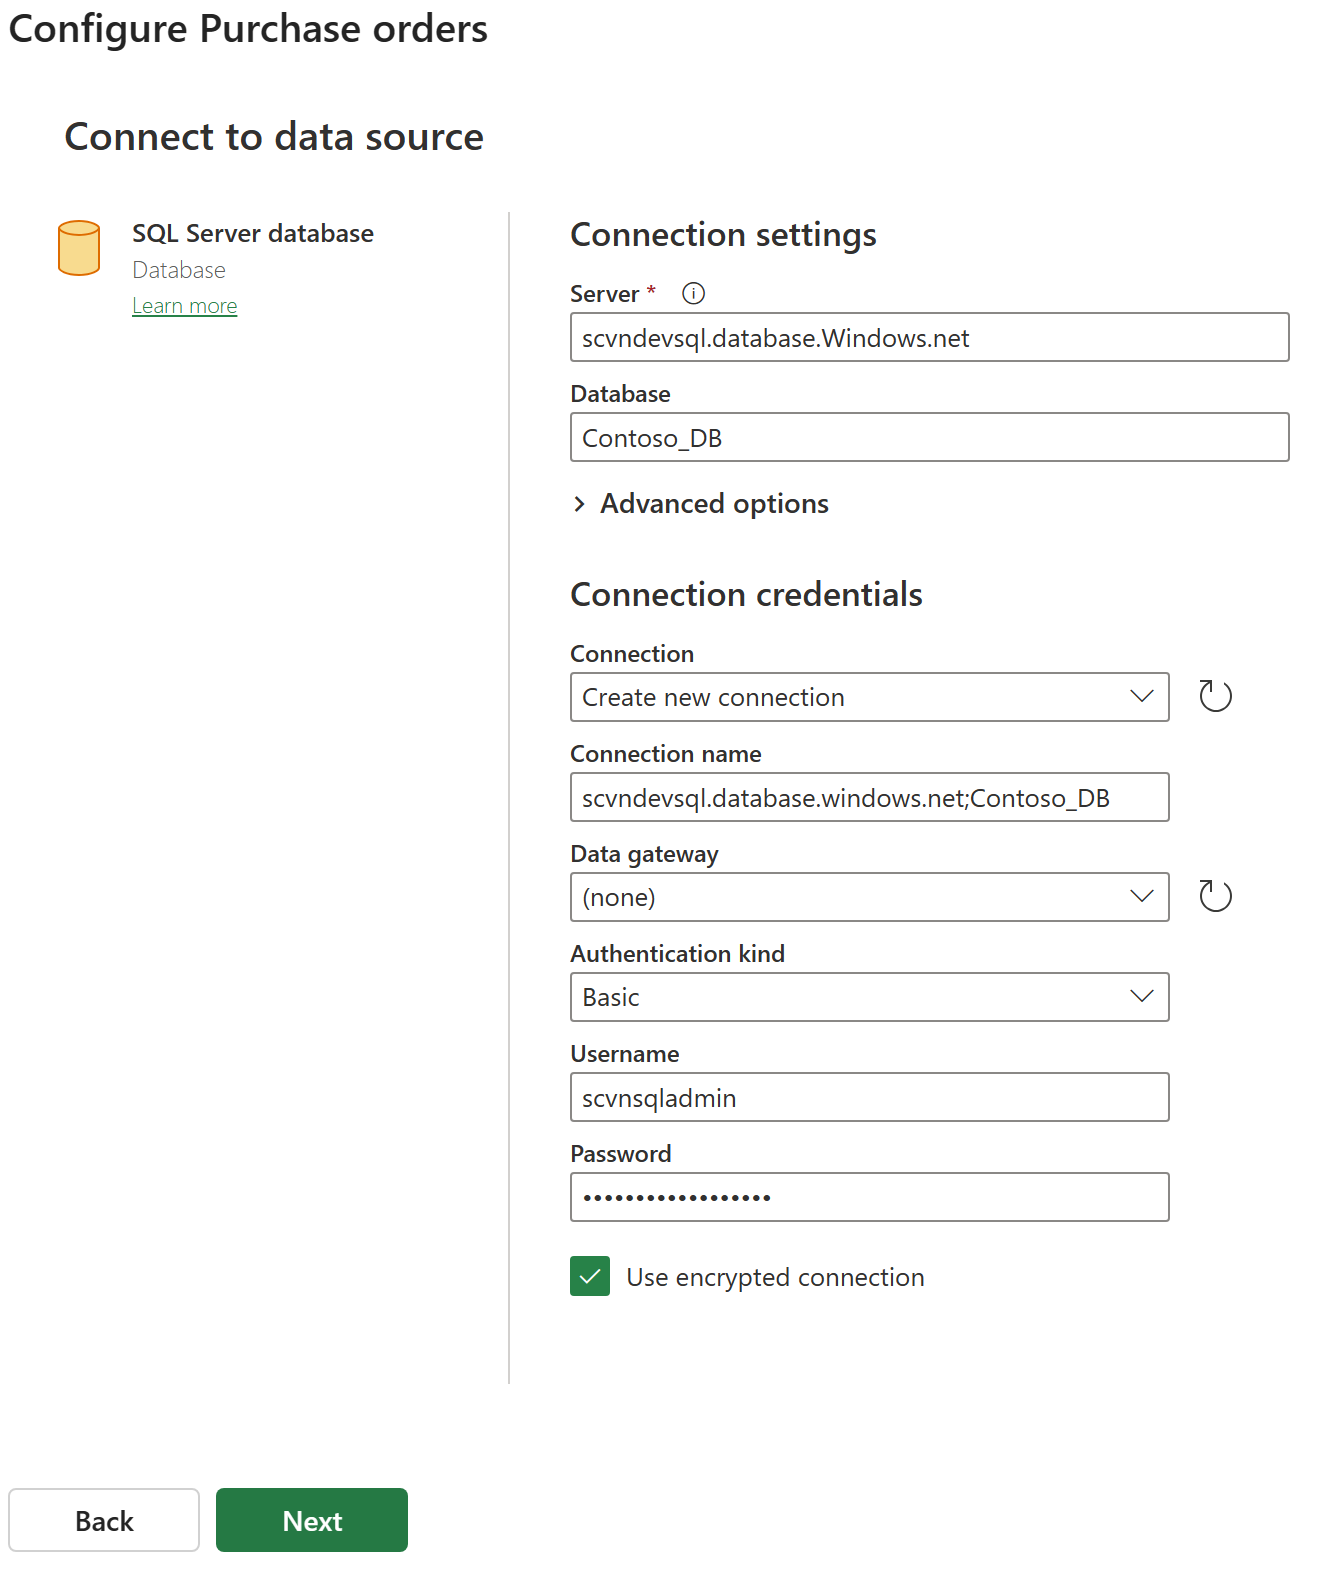 Configure Purchase orders
Connect to data source
SQL Server database
Database
Learn more
Connection settings
Server *
scvndevsql.database.Windows.net
Database
Contoso_DB
Advanced options
Connection credentials
Connection
Create new connection
Connection name
scvndevsql.database.windows.net;Contoso_DB
Data gateway
(none)
Authentication kind
Basic
Username
scvnsqladmin
Password
••••••••••••••••••
Use encrypted connection
Back
Next